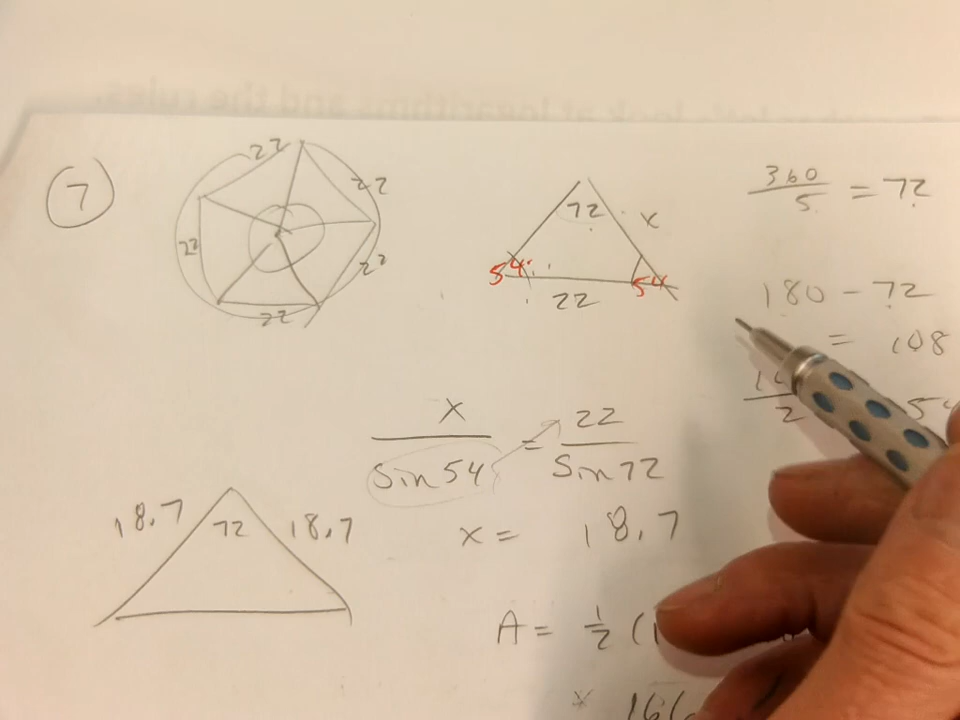 7
22
22
22
22
22
72
x
54
54
22
360/5 = 72
180 - 72
= 108
x/sin 54 = 22/sin 72
x = 18.7
18.7
72
18.7
A = 1/2 (1